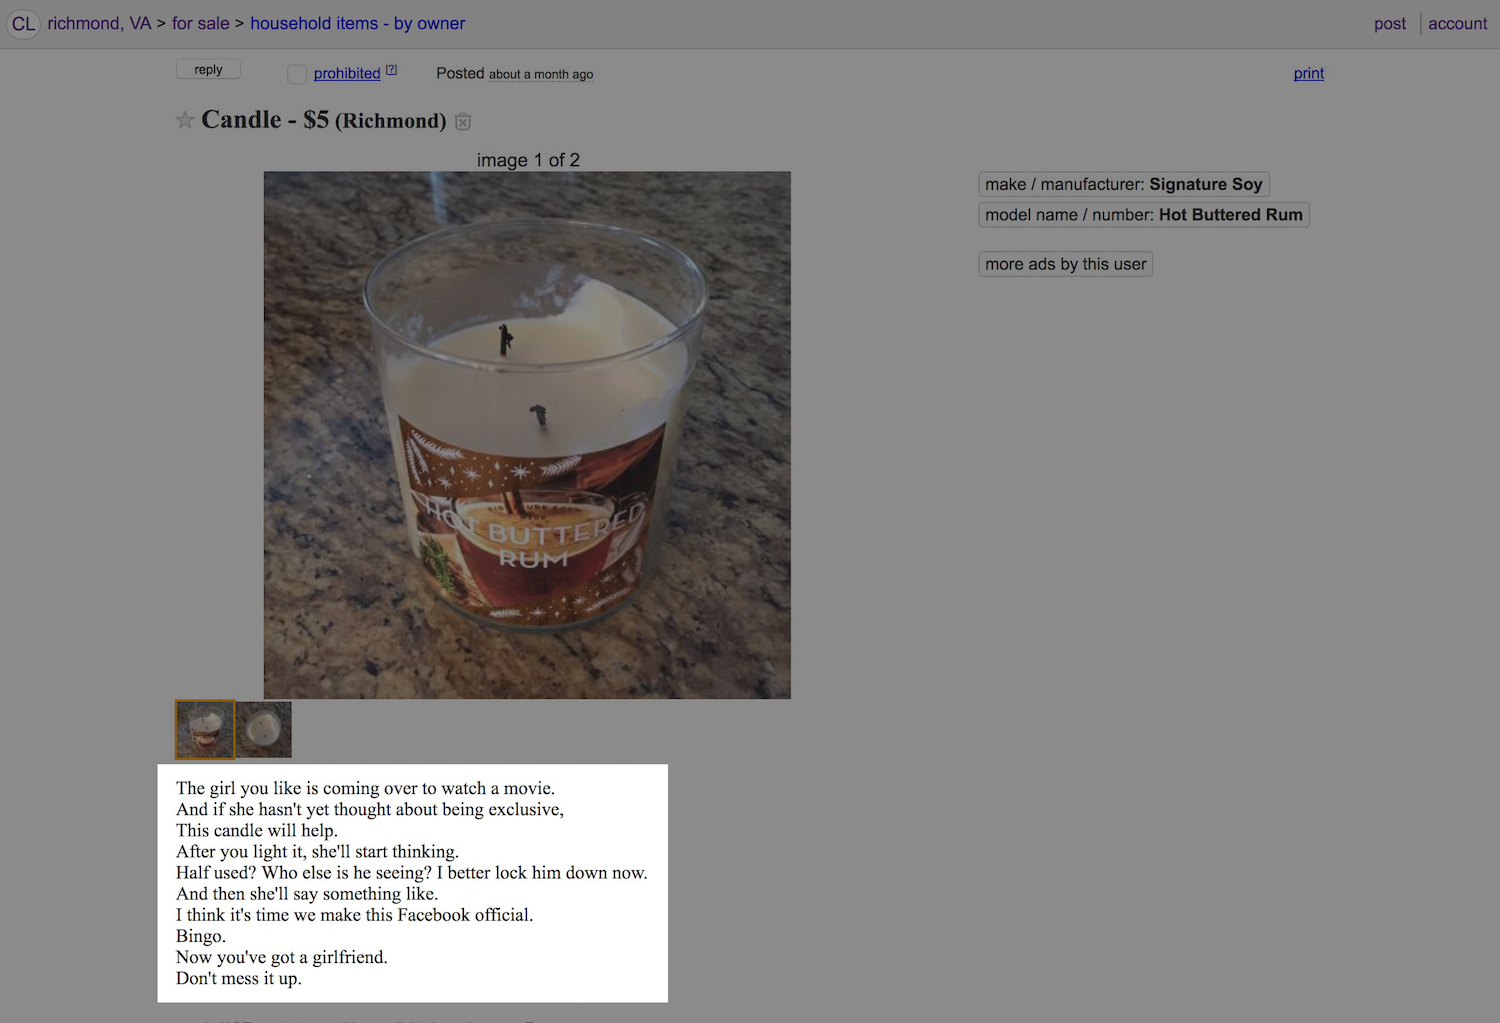 CL richmond, VA > for sale > household items - by owner post account
reply prohibited [?] Posted about a month ago print
Candle - $5 (Richmond)
image 1 of 2
make / manufacturer: Signature Soy
model name / number: Hot Buttered Rum
more ads by this user
HOT BUTTERED
RUM
The girl you like is coming over to watch a movie.
And if she hasn't yet thought about being exclusive,
This candle will help.
After you light it, she'll start thinking.
Half used? Who else is he seeing? I better lock him down now.
And then she'll say something like.
I think it's time we make this Facebook official.
Bingo.
Now you've got a girlfriend.
Don't mess it up.